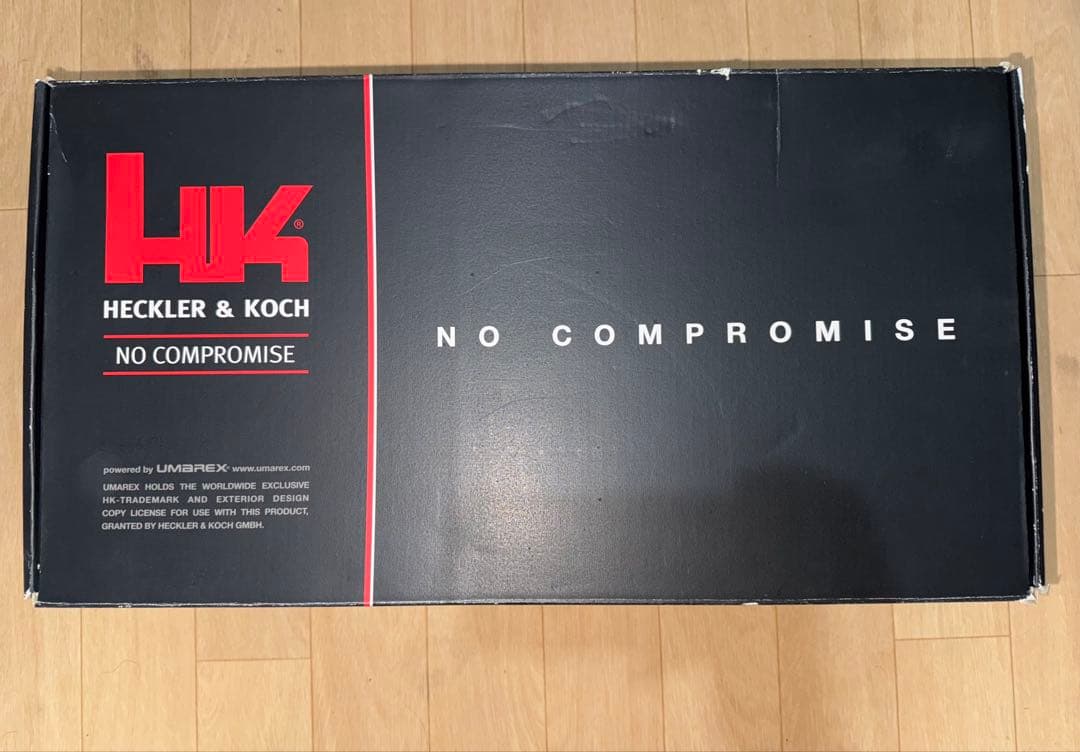 HK®
HECKLER & KOCH
NO COMPROMISE
powered by UMAREX® www.umarex.com
UMAREX HOLDS THE WORLDWIDE EXCLUSIVE
HK-TRADEMARK AND EXTERIOR DESIGN
COPY LICENSE FOR USE WITH THIS PRODUCT,
GRANTED BY HECKLER & KOCH GMBH.
NO COMPROMISE